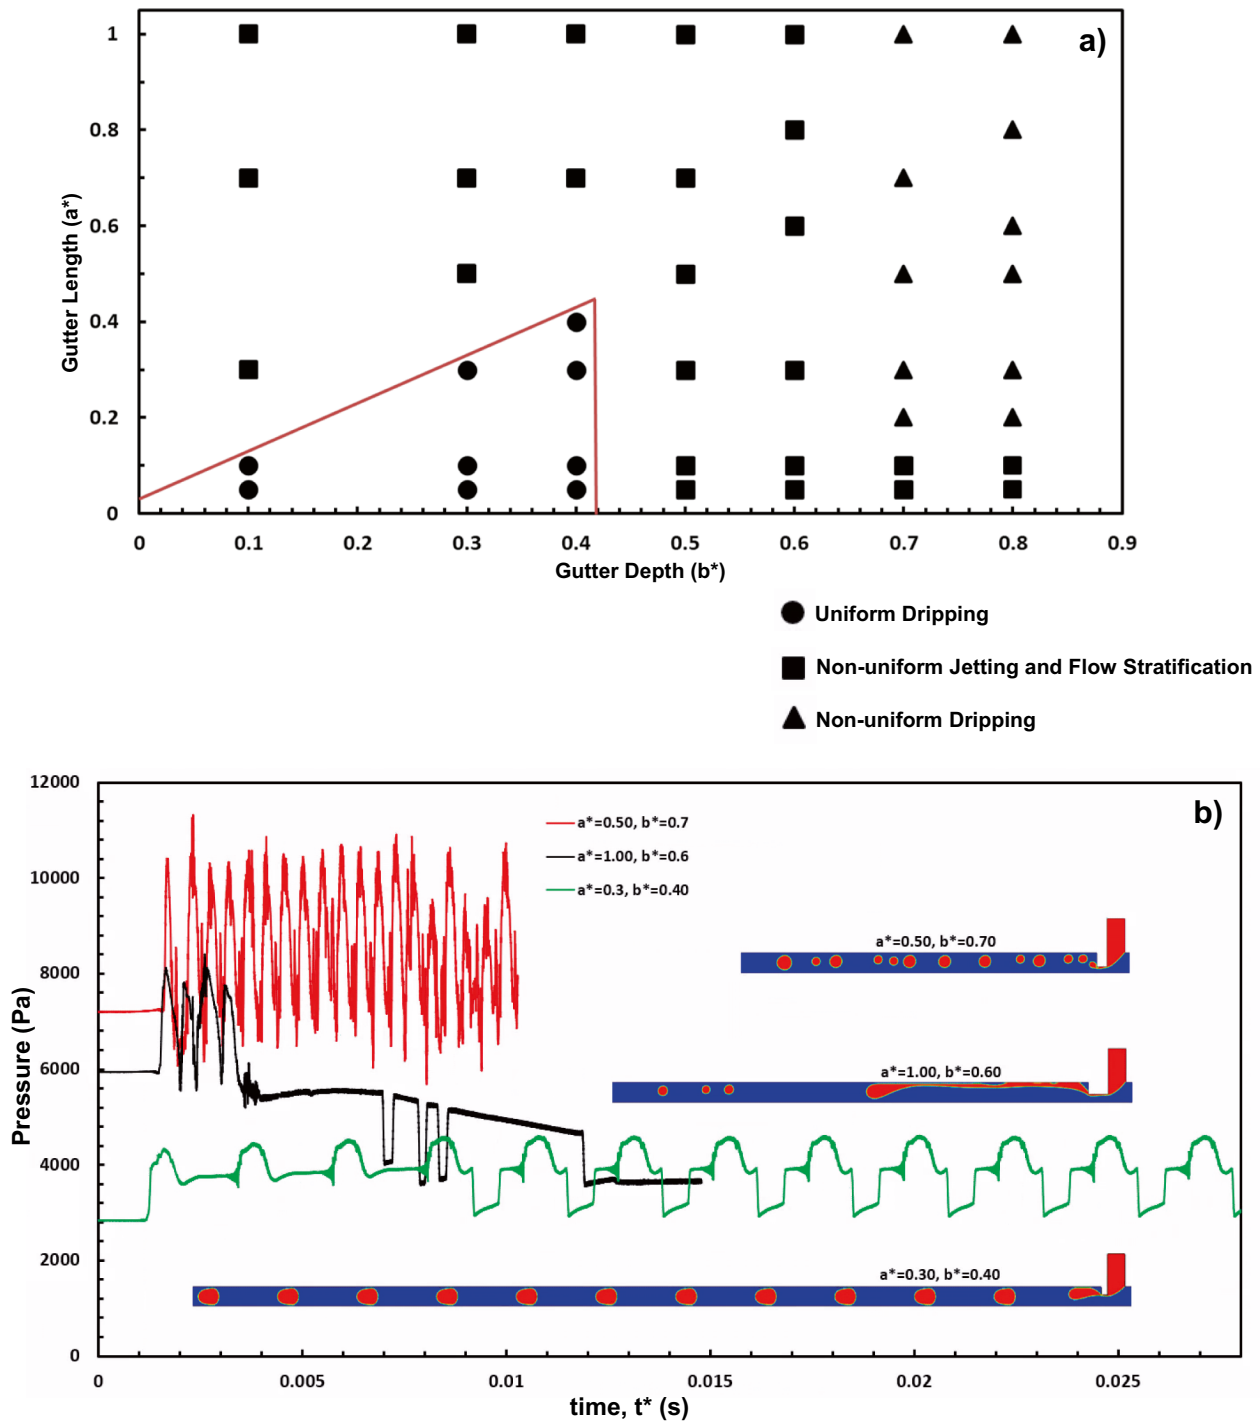 a)
1
0.8
0.6
0.4
0.2
0
Gutter Length (a*)
0 0.1 0.2 0.3 0.4 0.5 0.6 0.7 0.8 0.9
Gutter Depth (b*)
Uniform Dripping
Non-uniform Jetting and Flow Stratification
Non-uniform Dripping
b)
12000
10000
8000
6000
4000
2000
0
Pressure (Pa)
a*=0.50, b*=0.7
a*=1.00, b*=0.6
a*=0.3, b*=0.40
a*=0.50, b*=0.70
a*=1.00, b*=0.60
a*=0.30, b*=0.40
0 0.005 0.01 0.015 0.02 0.025
time, t* (s)